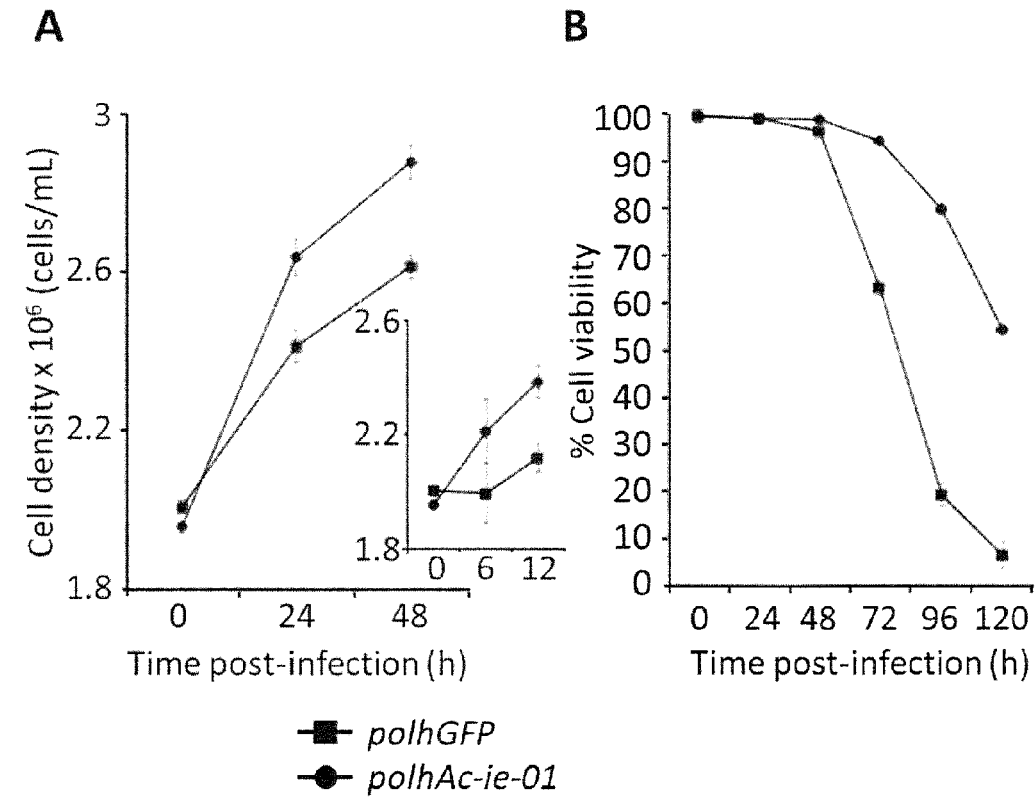 A
B
Cell density x 10⁶ (cells/mL)
3
2.6
2.2
1.8
0 24 48
Time post-infection (h)
2.6
2.2
1.8
0 6 12
% Cell viability
100
90
80
70
60
50
40
30
20
10
0
0 24 48 72 96 120
Time post-infection (h)
polhGFP
polhAc-ie-01